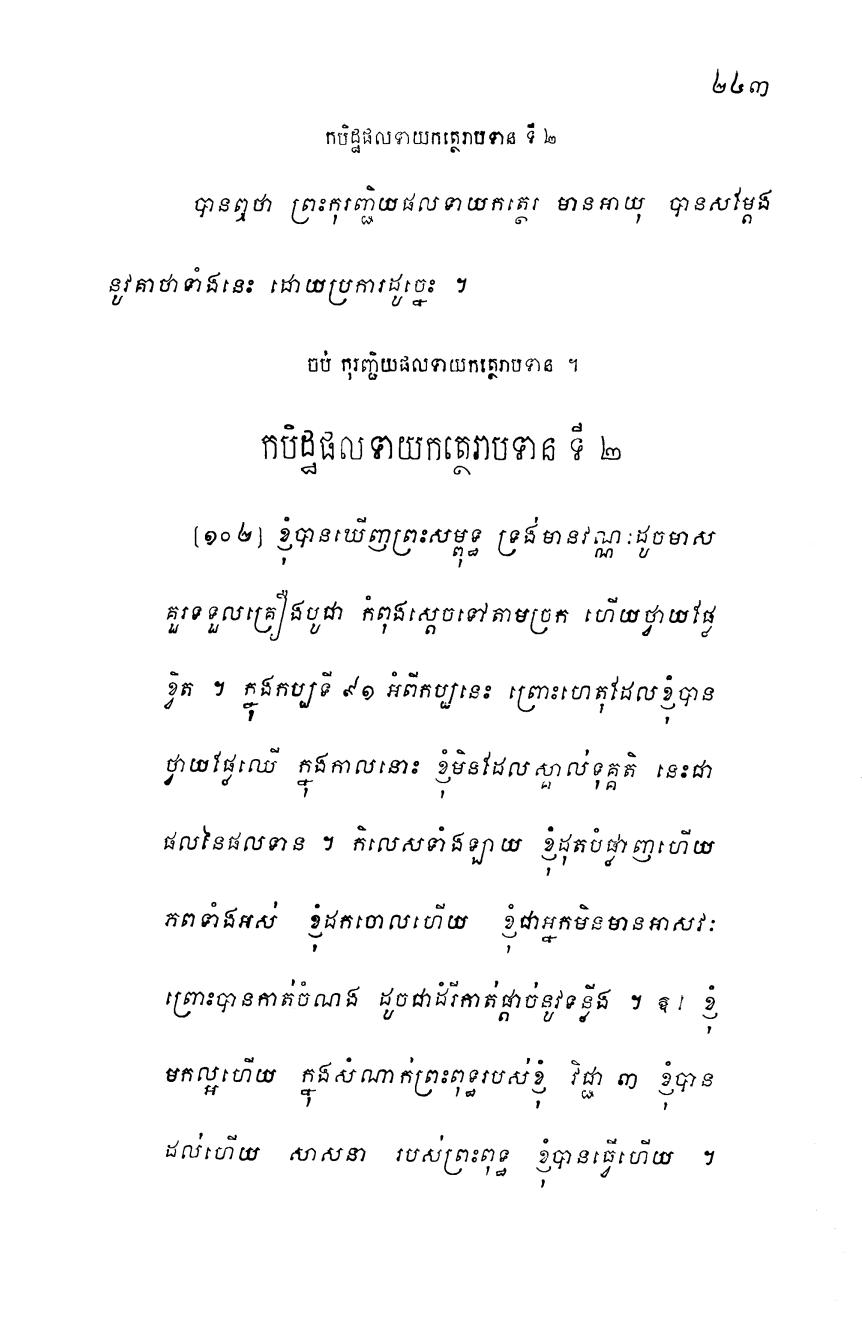 ២៤៣
កបិដ្ឋផលទាយកត្ថេរាបទាន ទី ២
បានឮថា ព្រះកុរញ្ជិយផលទាយកត្ថេរ មានអាយុ បានសម្តែង
នូវគាថាទាំងនេះ ដោយប្រការដូច្នេះ ។
ចប់ កុរញ្ជិយផលទាយកត្ថេរាបទាន ។
កបិដ្ឋផលទាយកត្ថេរាបទាន ទី ២
[១០២] ខ្ញុំបានឃើញព្រះសម្ពុទ្ធ ទ្រង់មានវណ្ណៈដូចមាស
គួរទទួលគ្រឿងបូជា កំពុងស្តេចទៅតាមច្រក ហើយថ្វាយផ្លែ
ខ្វិត ។ ក្នុងកប្បទី ៩១ អំពីកប្បនេះ ព្រោះហេតុដែលខ្ញុំបាន
ថ្វាយផ្លែឈើ ក្នុងកាលនោះ ខ្ញុំមិនដែលស្គាល់ទុគ្គតិ នេះជា
ផលនៃផលទាន ។ កិលេសទាំងឡាយ ខ្ញុំដុតបំផ្លាញហើយ
ភពទាំងអស់ ខ្ញុំដកចោលហើយ ខ្ញុំជាអ្នកមិនមានអាសវៈ
ព្រោះបានកាត់ចំណង ដូចជាដំរីកាត់ផ្តាច់នូវទន្លីង ។ ឱ! ខ្ញុំ
មកល្អហើយ ក្នុងសំណាក់ព្រះពុទ្ធរបស់ខ្ញុំ វិជ្ជា ៣ ខ្ញុំបាន
ដល់ហើយ សាសនា របស់ព្រះពុទ្ធ ខ្ញុំបានធ្វើហើយ ។